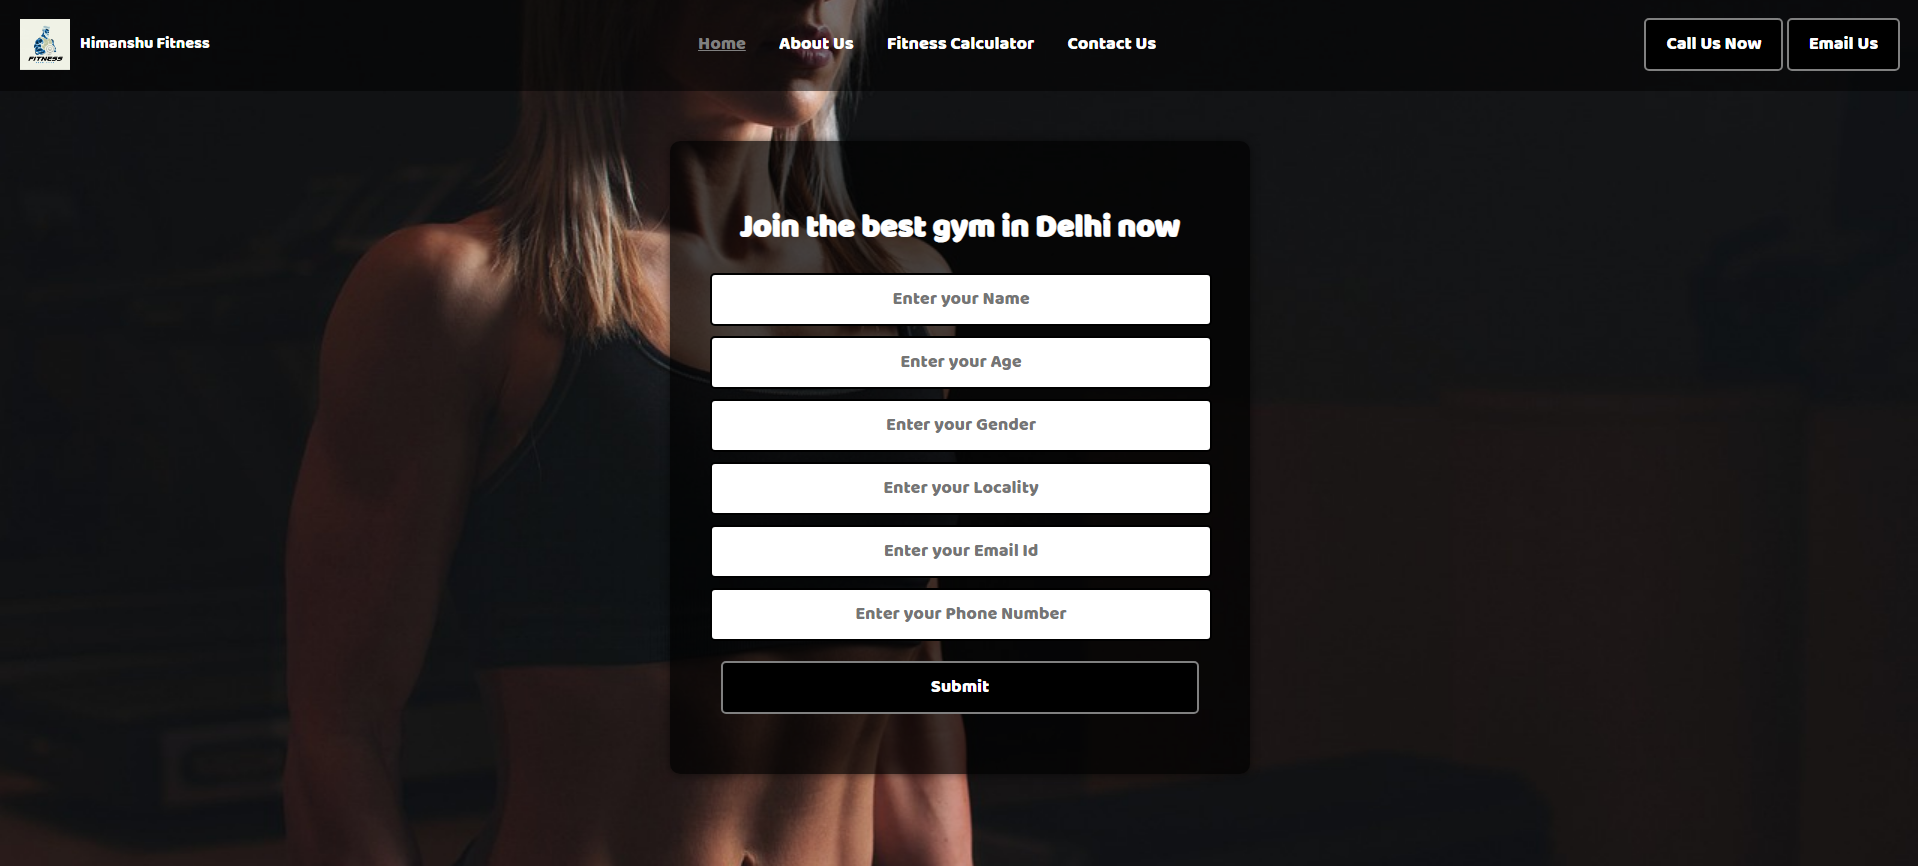 FITNESS
Himanshu Fitness
Home About Us Fitness Calculator Contact Us
Call Us Now Email Us
Join the best gym in Delhi now
Enter your Name
Enter your Age
Enter your Gender
Enter your Locality
Enter your Email Id
Enter your Phone Number
Submit